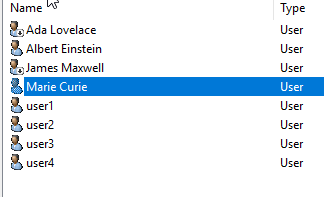 Name Type
Ada Lovelace User
Albert Einstein User
James Maxwell User
Marie Curie User
user1 User
user2 User
user3 User
user4 User